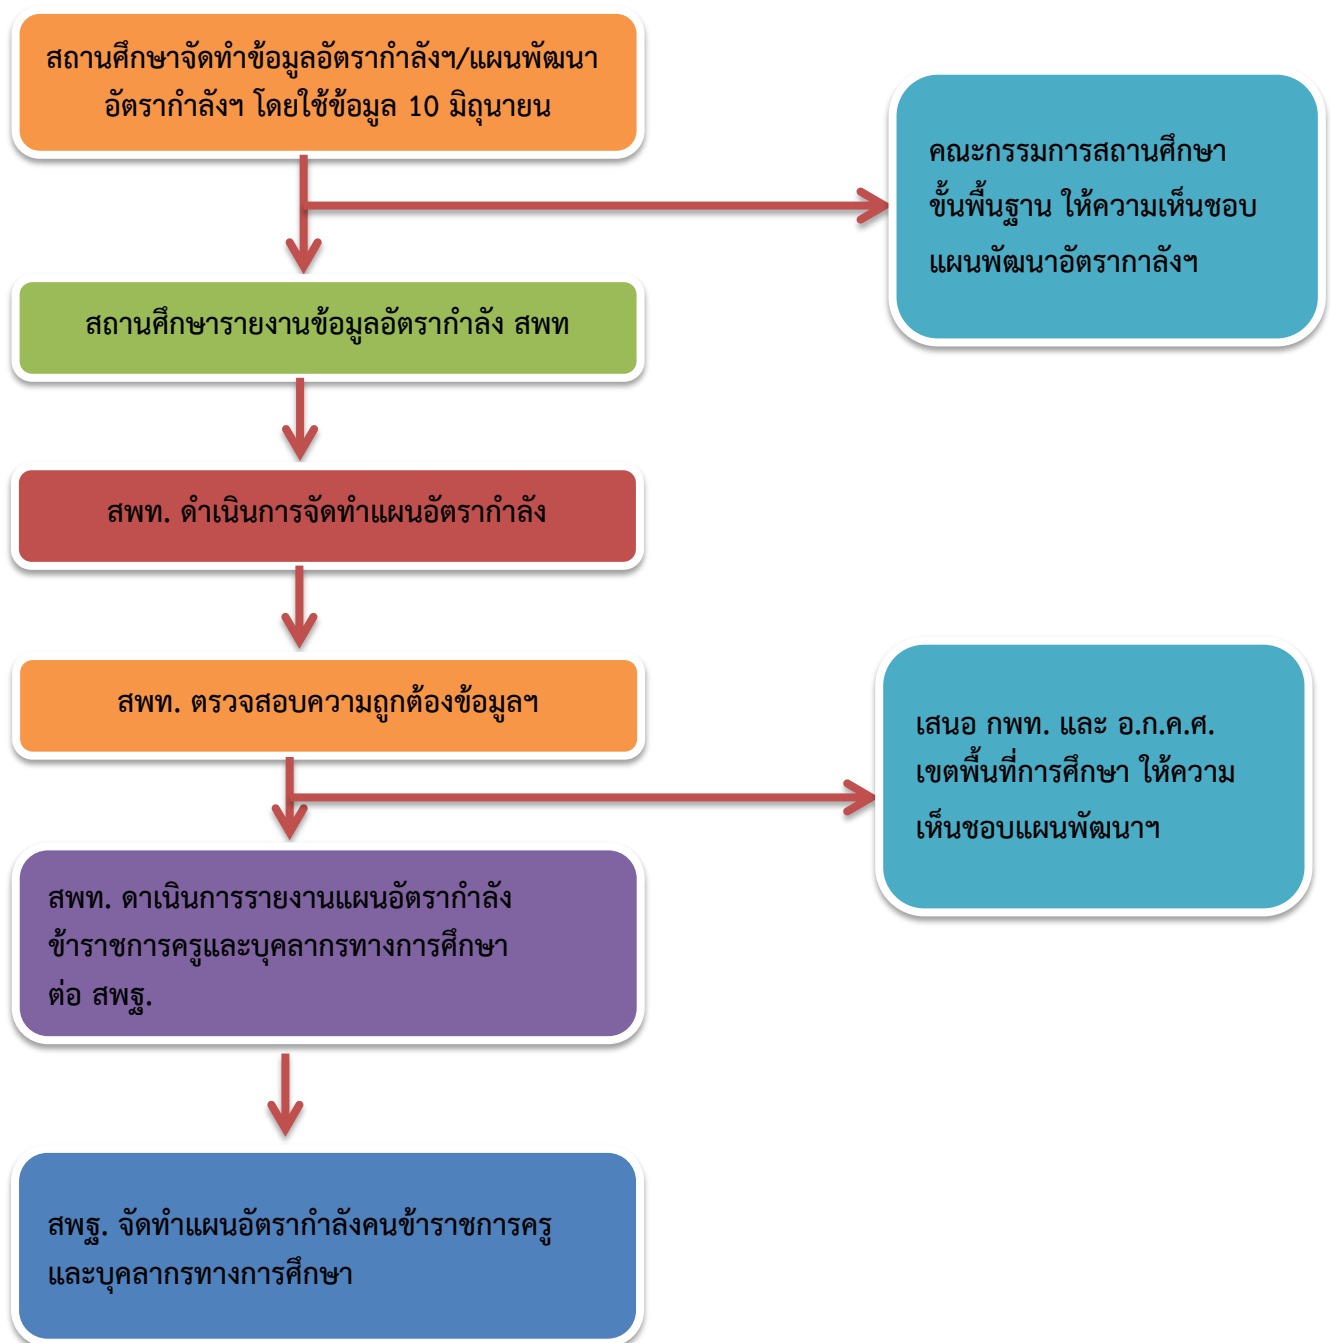 สถานศึกษาจัดทำข้อมูลอัตรากำลังฯ/แผนพัฒนา
อัตรากำลังฯ โดยใช้ข้อมูล 10 มิถุนายน
คณะกรรมการสถานศึกษา
ขั้นพื้นฐาน ให้ความเห็นชอบ
แผนพัฒนาอัตรากาลังฯ
สถานศึกษารายงานข้อมูลอัตรากำลัง สพท
สพท. ดำเนินการจัดทำแผนอัตรากำลัง
สพท. ตรวจสอบความถูกต้องข้อมูลฯ
เสนอ กพท. และ อ.ก.ค.ศ.
เขตพื้นที่การศึกษา ให้ความ
เห็นชอบแผนพัฒนาฯ
สพท. ดาเนินการรายงานแผนอัตรากำลัง
ข้าราชการครูและบุคลากรทางการศึกษา
ต่อ สพฐ.
สพฐ. จัดทำแผนอัตรากำลังคนข้าราชการครู
และบุคลากรทางการศึกษา